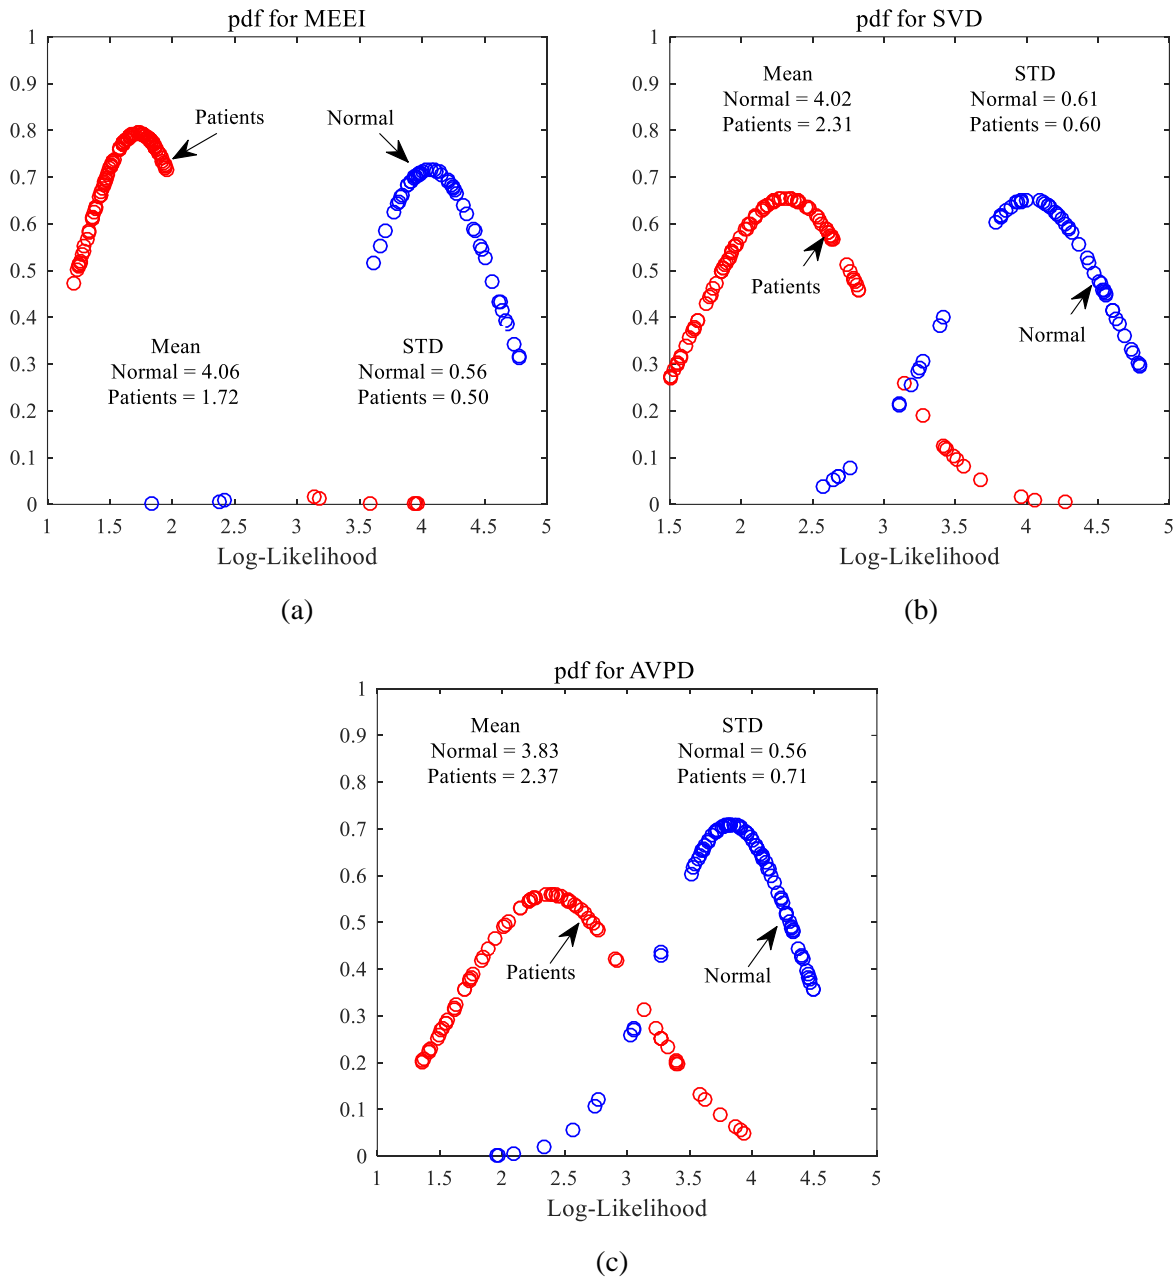 pdf for MEEI
1
0.9
0.8
0.7
0.6
0.5
0.4
0.3
0.2
0.1
0
Patients
Normal
Mean
Normal = 4.06
Patients = 1.72
STD
Normal = 0.56
Patients = 0.50
1 1.5 2 2.5 3 3.5 4 4.5 5
Log-Likelihood
(a)
pdf for SVD
1
0.9
0.8
0.7
0.6
0.5
0.4
0.3
0.2
0.1
0
Mean
Normal = 4.02
Patients = 2.31
STD
Normal = 0.61
Patients = 0.60
Patients
Normal
1.5 2 2.5 3 3.5 4 4.5 5
Log-Likelihood
(b)
pdf for AVPD
1
0.9
0.8
0.7
0.6
0.5
0.4
0.3
0.2
0.1
0
Mean
Normal = 3.83
Patients = 2.37
STD
Normal = 0.56
Patients = 0.71
Patients
Normal
1 1.5 2 2.5 3 3.5 4 4.5 5
Log-Likelihood
(c)